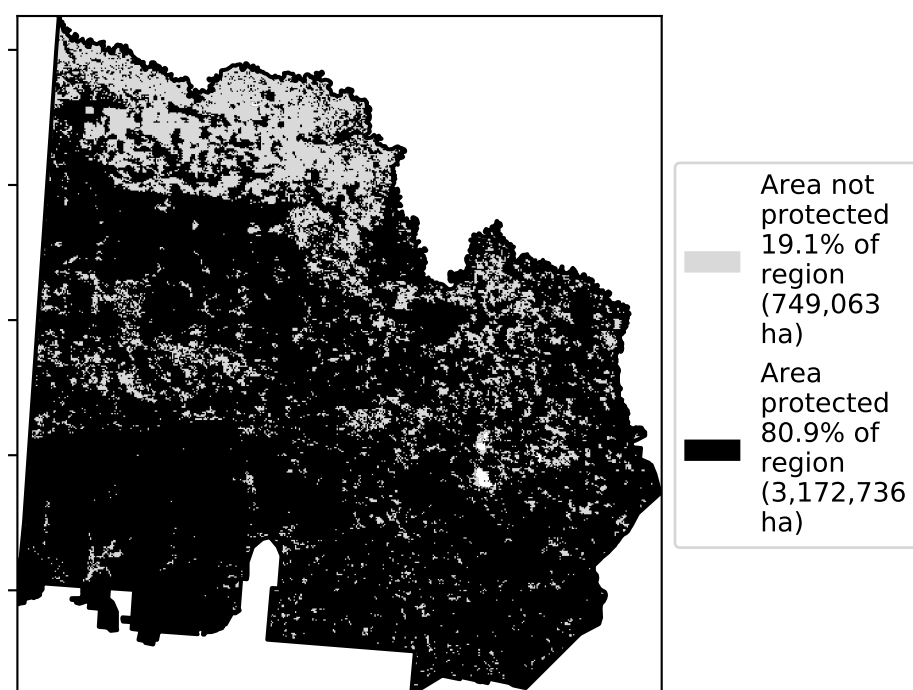 Area not
protected
19.1% of
region
(749,063
ha)
Area
protected
80.9% of
region
(3,172,736
ha)